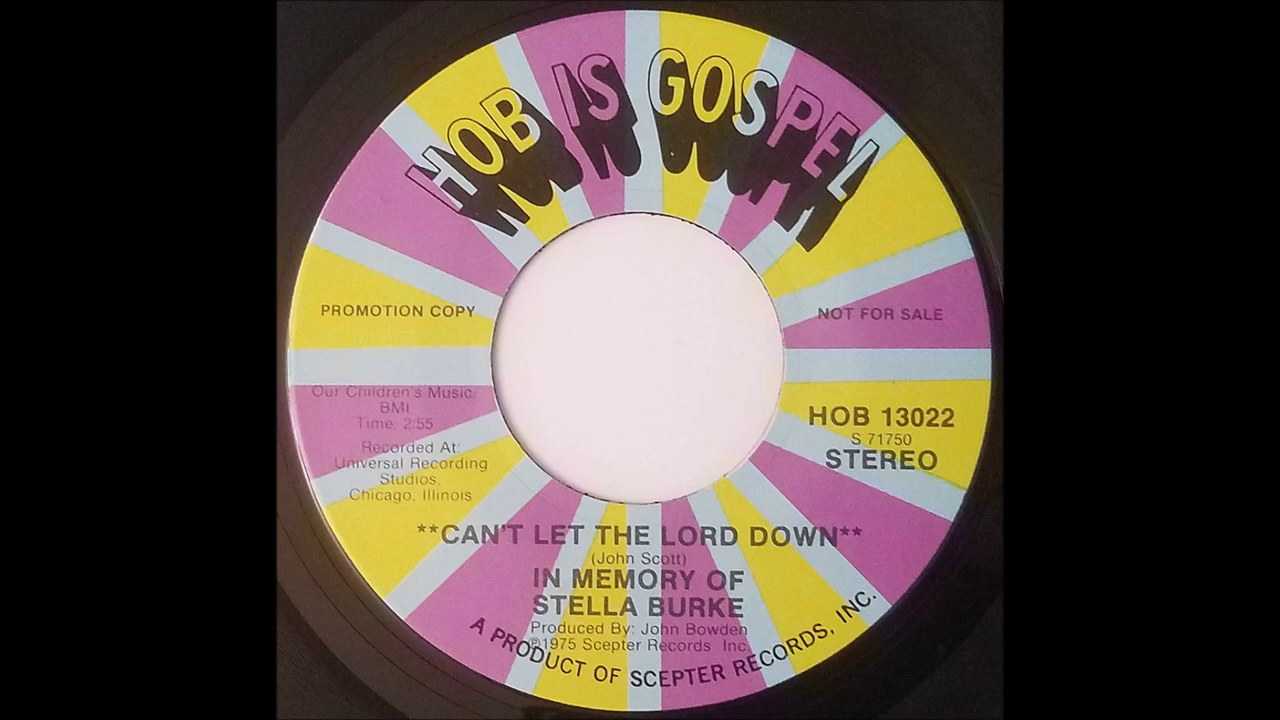 HOB IS GOSPEL
PROMOTION COPY
NOT FOR SALE
Our Children's Music/
BMI
Time: 2:55
Recorded At:
Universal Recording
Studios,
Chicago, Illinois
HOB 13022
S 71750
STEREO
**CAN'T LET THE LORD DOWN**
(John Scott)
IN MEMORY OF
STELLA BURKE
Produced By: John Bowden
℗1975 Scepter Records Inc.
A PRODUCT OF SCEPTER RECORDS, INC.